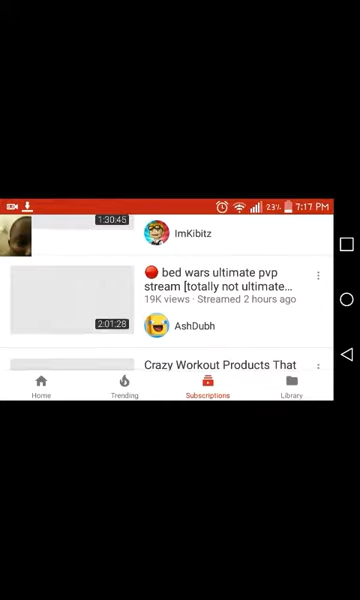 23% 7:17 PM
1:30:45
ImKibitz
bed wars ultimate pvp
stream [totally not ultimate...
19K views · Streamed 2 hours ago
2:01:28
AshDubh
Crazy Workout Products That
Home Trending Subscriptions Library